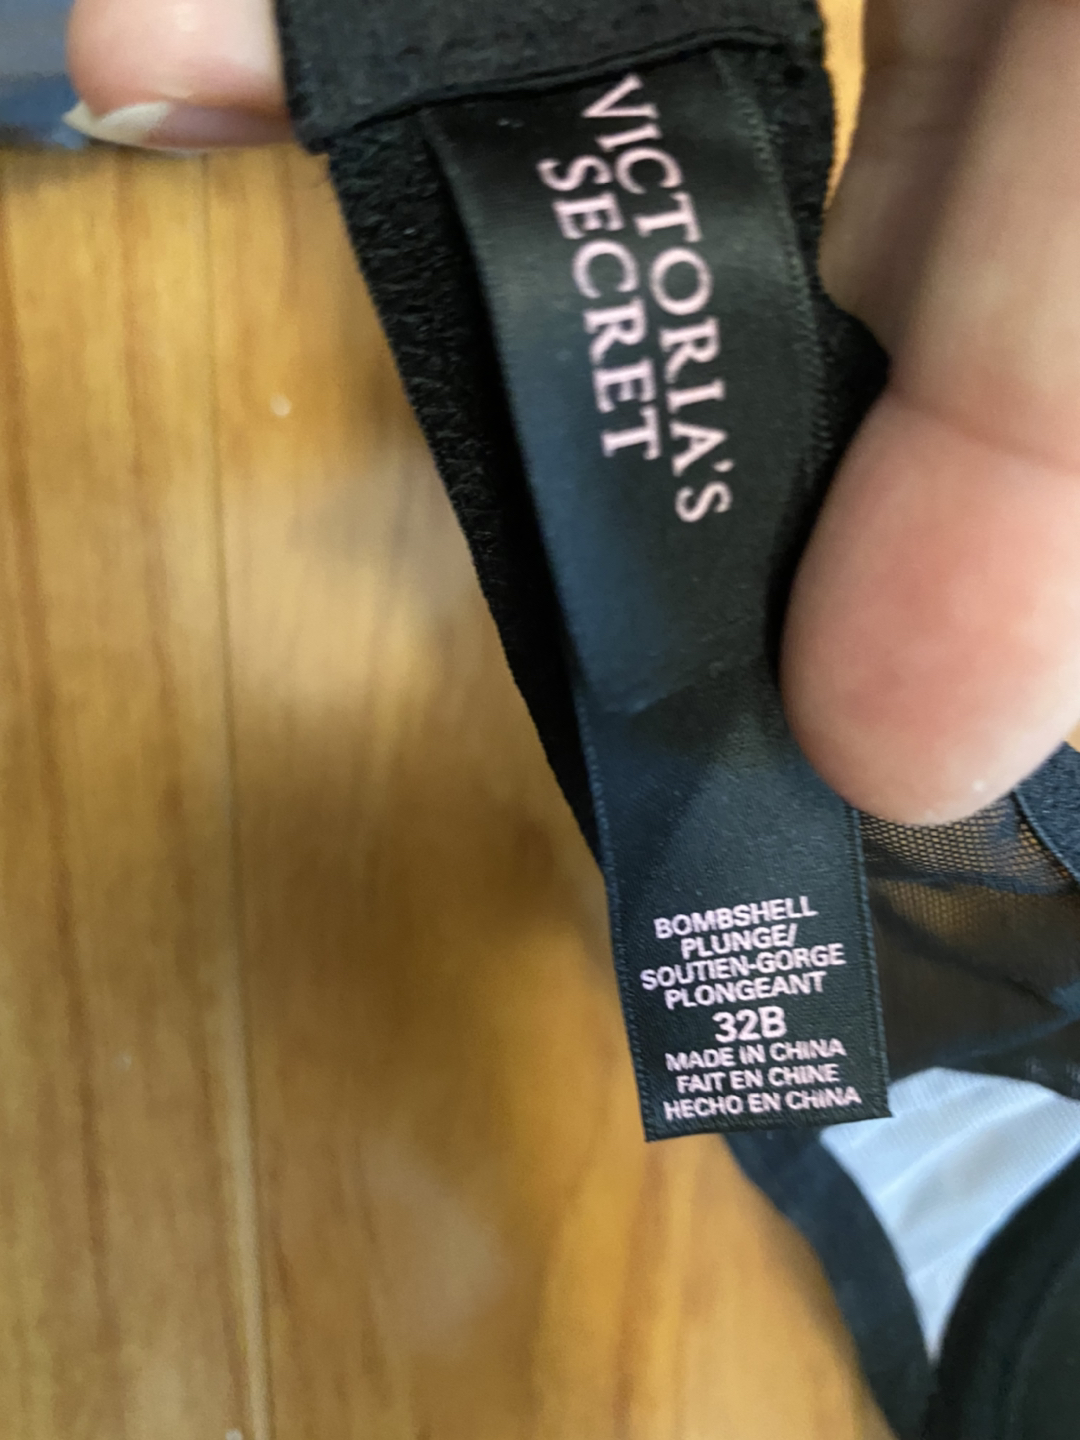 VICTORIA'S
SECRET
BOMBSHELL
PLUNGE/
SOUTIEN-GORGE
PLONGEANT
32B
MADE IN CHINA
FAIT EN CHINE
HECHO EN CHINA